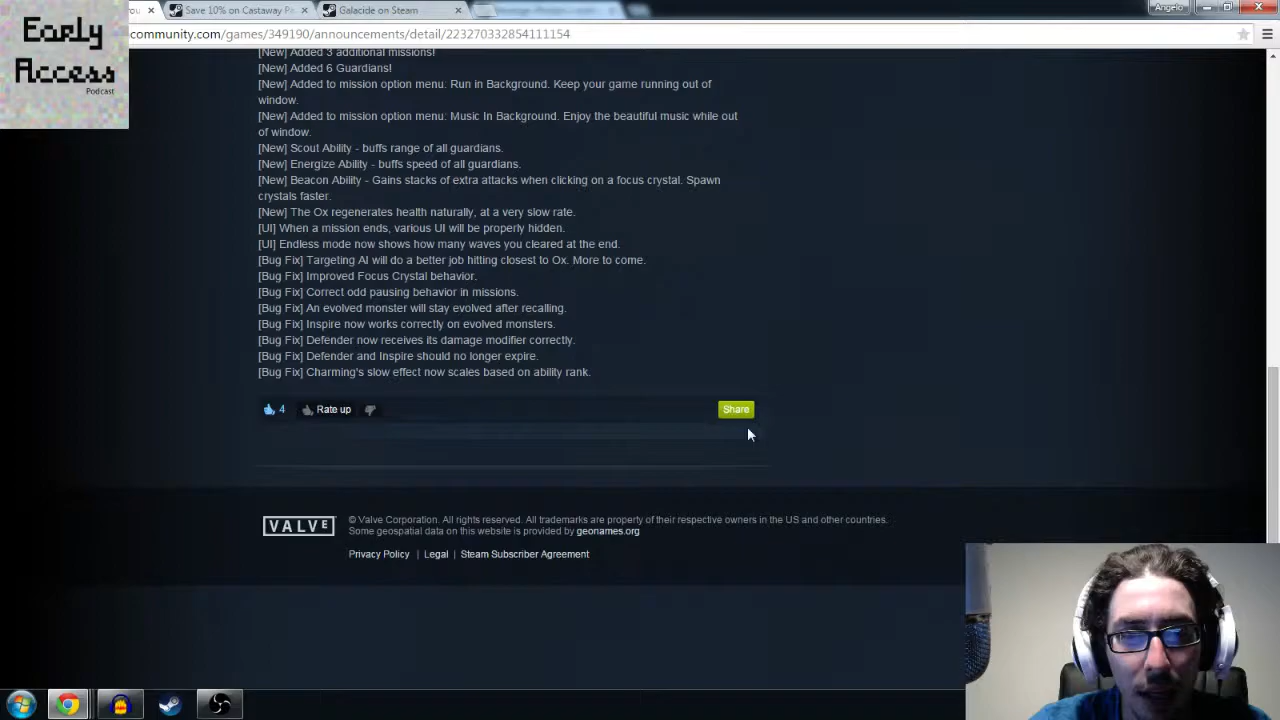 Early
Access
Podcast
Save 10% on Castaway Pa
Galacide on Steam
Angelo
community.com/games/349190/announcements/detail/223270332854111154
[New] Added 3 additional missions!
[New] Added 6 Guardians!
[New] Added to mission option menu: Run in Background. Keep your game running out of
window.
[New] Added to mission option menu: Music In Background. Enjoy the beautiful music while out
of window.
[New] Scout Ability - buffs range of all guardians.
[New] Energize Ability - buffs speed of all guardians.
[New] Beacon Ability - Gains stacks of extra attacks when clicking on a focus crystal. Spawn
crystals faster.
[New] The Ox regenerates health naturally, at a very slow rate.
[UI] When a mission ends, various UI will be properly hidden.
[UI] Endless mode now shows how many waves you cleared at the end.
[Bug Fix] Targeting AI will do a better job hitting closest to Ox. More to come.
[Bug Fix] Improved Focus Crystal behavior.
[Bug Fix] Correct odd pausing behavior in missions.
[Bug Fix] An evolved monster will stay evolved after recalling.
[Bug Fix] Inspire now works correctly on evolved monsters.
[Bug Fix] Defender now receives its damage modifier correctly.
[Bug Fix] Defender and Inspire should no longer expire.
[Bug Fix] Charming's slow effect now scales based on ability rank.
4 Rate up Share
VALVE
© Valve Corporation. All rights reserved. All trademarks are property of their respective owners in the US and other countries.
Some geospatial data on this website is provided by geonames.org
Privacy Policy | Legal | Steam Subscriber Agreement